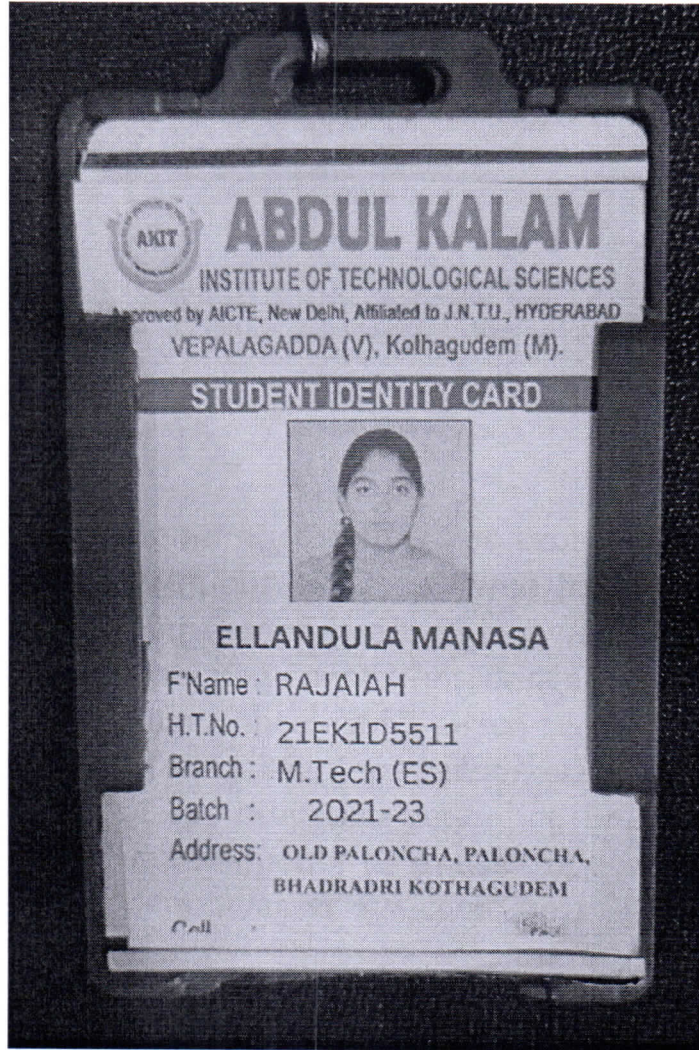 AKIT
ABDUL KALAM
INSTITUTE OF TECHNOLOGICAL SCIENCES
Approved by AICTE, New Delhi, Affiliated to J.N.T.U., HYDERABAD
VEPALAGADDA (V), Kolhagudem (M).
STUDENT IDENTITY CARD
ELLANDULA MANASA
F'Name : RAJAIAH
H.T.No. : 21EK1D5511
Branch : M.Tech (ES)
Batch : 2021-23
Address: OLD PALONCHA, PALONCHA,
BHADRADRI KOTHAGUDEM
Cell :